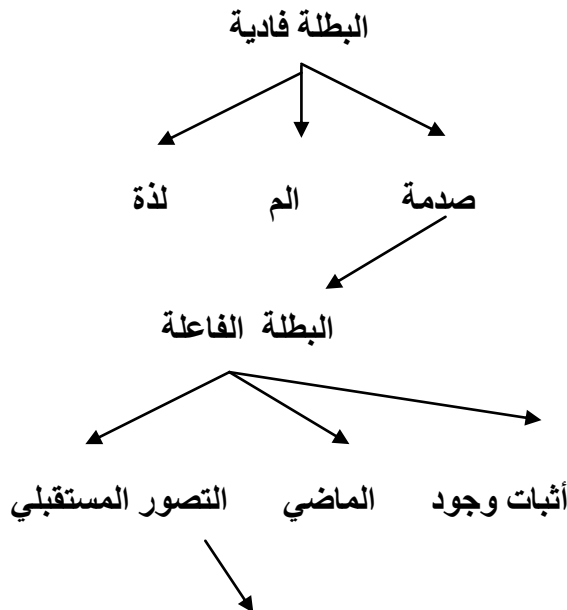 البطلة فادية
صدمة الم لذة
البطلة الفاعلة
أثبات وجود الماضي التصور المستقبلي